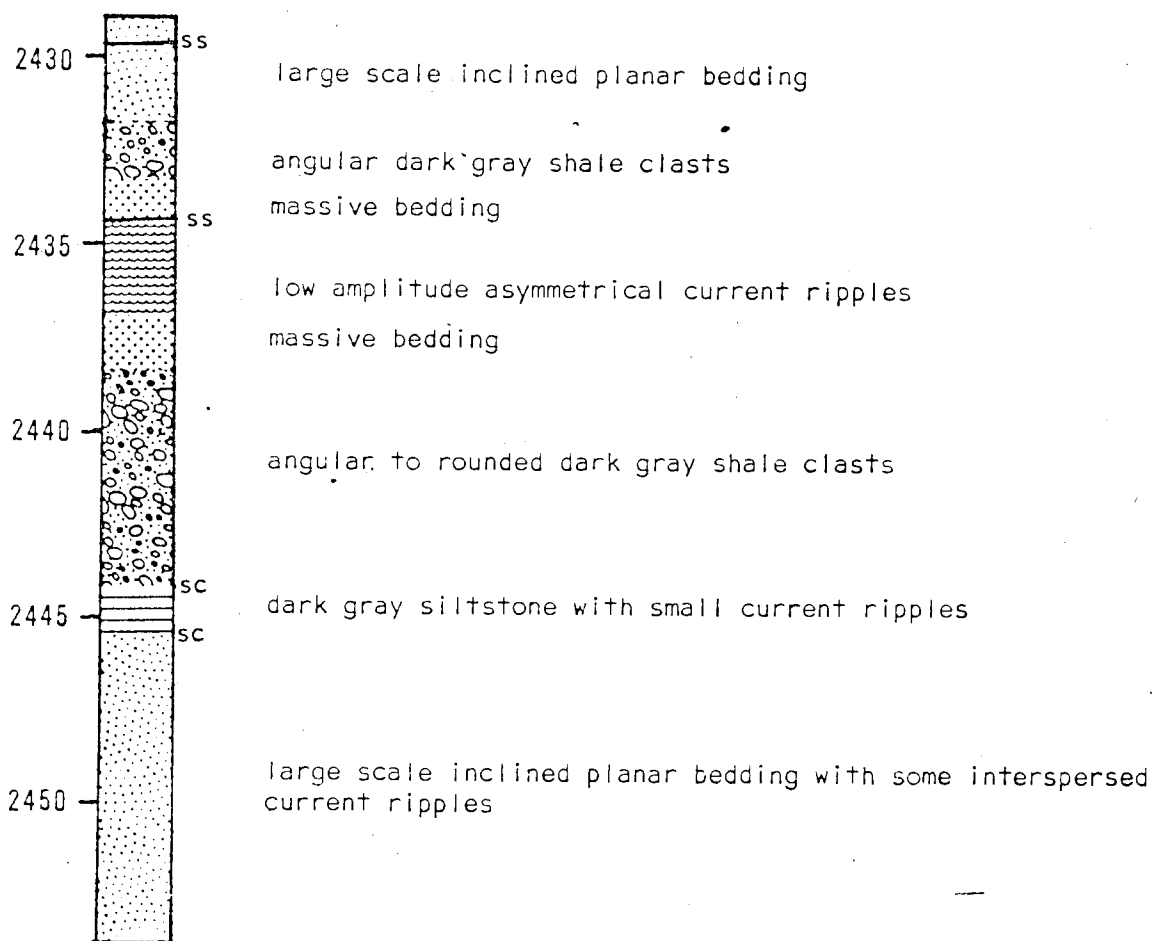 2430
ss
large scale inclined planar bedding
angular dark gray shale clasts
massive bedding
ss
2435
low amplitude asymmetrical current ripples
massive bedding
2440
angular to rounded dark gray shale clasts
sc
2445
dark gray siltstone with small current ripples
sc
large scale inclined planar bedding with some interspersed
2450
current ripples